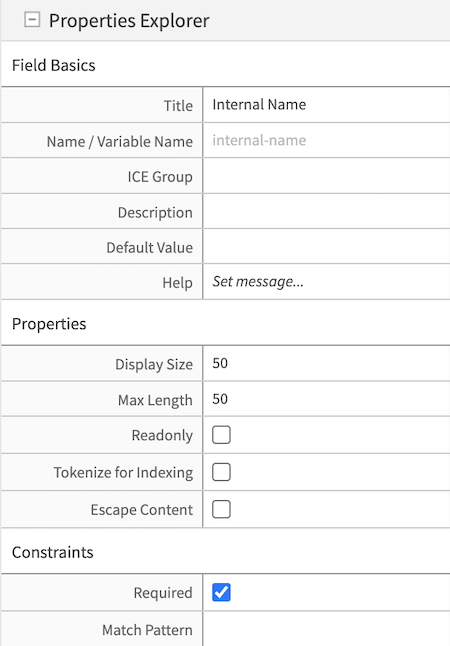 Properties Explorer
Field Basics
Title Internal Name
Name / Variable Name internal-name
ICE Group
Description
Default Value
Help Set message...
Properties
Display Size 50
Max Length 50
Readonly
Tokenize for Indexing
Escape Content
Constraints
Required
Match Pattern